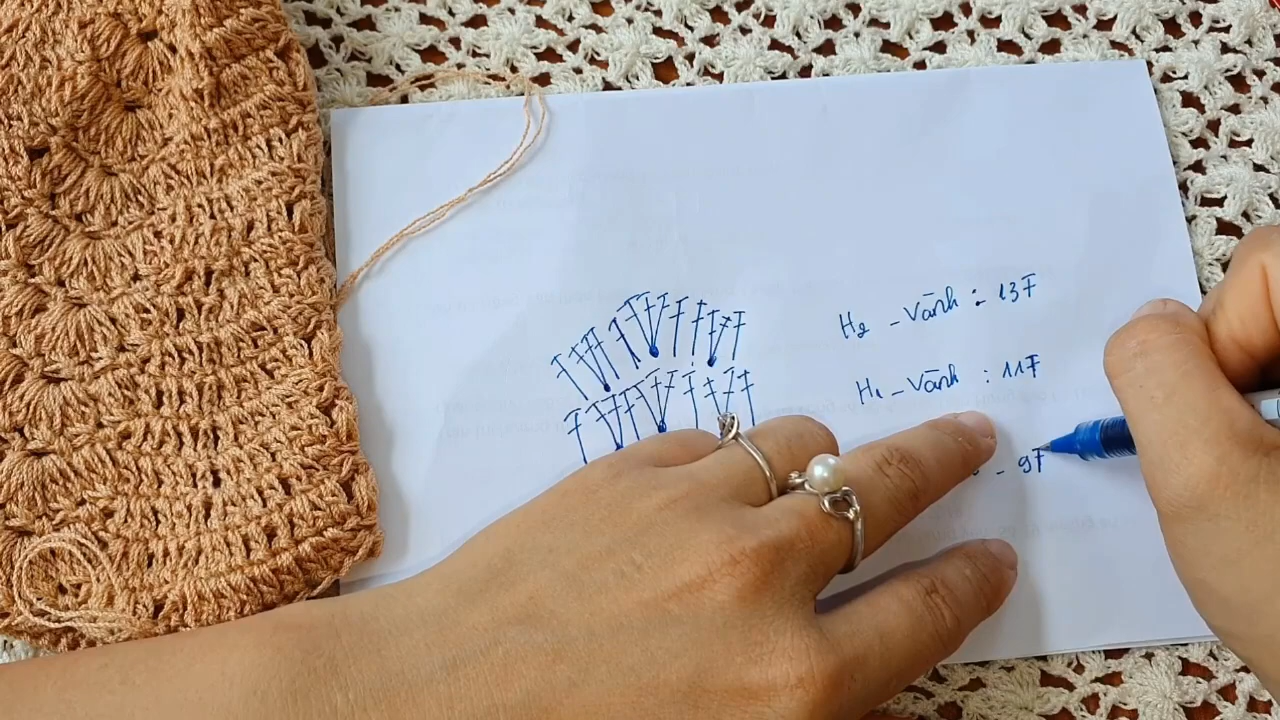 H2 - Vành : 13F
H1 - Vành : 11F
- 9F